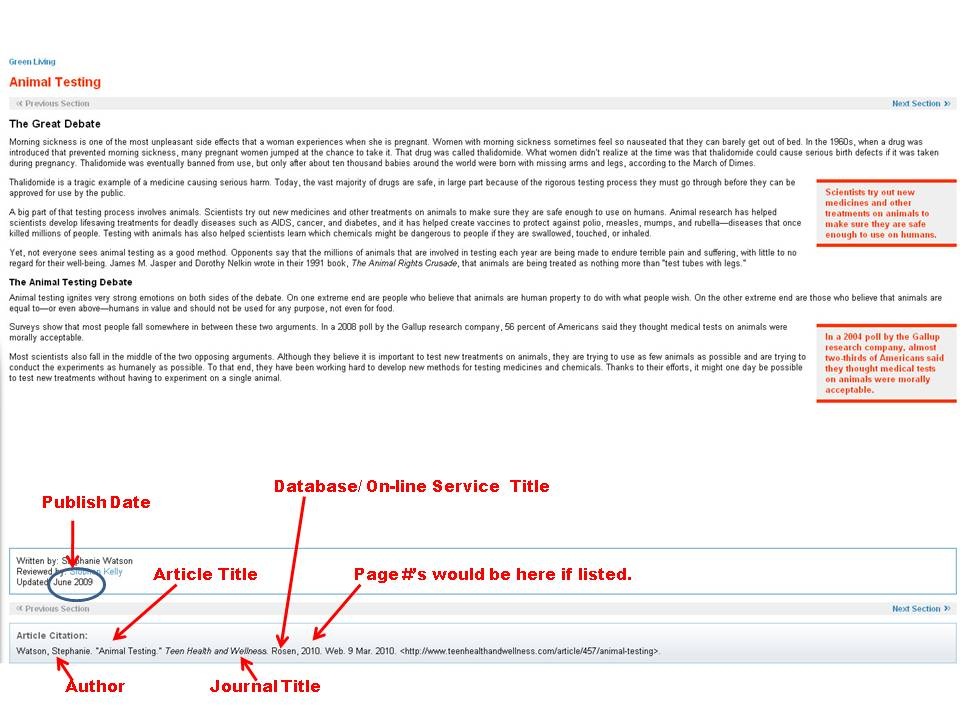 Green Living
Animal Testing
« Previous Section
Next Section »
The Great Debate
Morning sickness is one of the most unpleasant side effects that a woman experiences when she is pregnant. Women with morning sickness sometimes feel so nauseated that they can barely get out of bed. In the 1960s, when a drug was
introduced that prevented morning sickness, many pregnant women jumped at the chance to take it. That drug was called thalidomide. What women didn't realize at the time was that thalidomide could cause serious birth defects if it was taken
during pregnancy. Thalidomide was eventually banned from use, but only after about ten thousand babies around the world were born with missing arms and legs, according to the March of Dimes.
Thalidomide is a tragic example of a medicine causing serious harm. Today, the vast majority of drugs are safe, in large part because of the rigorous testing process they must go through before they can be
approved for use by the public.
A big part of that testing process involves animals. Scientists try out new medicines and other treatments on animals to make sure they are safe enough to use on humans. Animal research has helped
scientists develop lifesaving treatments for deadly diseases such as AIDS, cancer, and diabetes, and it has helped create vaccines to protect against polio, measles, mumps, and rubella—diseases that once
killed millions of people. Testing with animals has also helped scientists learn which chemicals might be dangerous to people if they are swallowed, touched, or inhaled.
Scientists try out new
medicines and other
treatments on animals to
make sure they are safe
enough to use on humans.
Yet, not everyone sees animal testing as a good method. Opponents say that the millions of animals that are involved in testing each year are being made to endure terrible pain and suffering, with little to no
regard for their well-being. James M. Jasper and Dorothy Nelkin wrote in their 1991 book, The Animal Rights Crusade, that animals are being treated as nothing more than "test tubes with legs."
The Animal Testing Debate
Animal testing ignites very strong emotions on both sides of the debate. On one extreme end are people who believe that animals are human property to do with what people wish. On the other extreme end are those who believe that animals are
equal to—or even above—humans in value and should not be used for any purpose, not even for food.
Surveys show that most people fall somewhere in between these two arguments. In a 2008 poll by the Gallup research company, 56 percent of Americans said they thought medical tests on animals were
morally acceptable.
Most scientists also fall in the middle of the two opposing arguments. Although they believe it is important to test new treatments on animals, they are trying to use as few animals as possible and are trying to
conduct the experiments as humanely as possible. To that end, they have been working hard to develop new methods for testing medicines and chemicals. Thanks to their efforts, it might one day be possible
to test new treatments without having to experiment on a single animal.
In a 2004 poll by the Gallup
research company, almost
two-thirds of Americans said
they thought medical tests
on animals were morally
acceptable.
Database/ On-line Service Title
Publish Date
Written by: Stephanie Watson
Reviewed by: Siobhan Kelly
Updated: June 2009
Article Title
Page #'s would be here if listed.
« Previous Section
Next Section »
Article Citation:
Watson, Stephanie. "Animal Testing." Teen Health and Wellness. Rosen, 2010. Web. 9 Mar. 2010. <http://www.teenhealthandwellness.com/article/457/animal-testing>.
Author
Journal Title